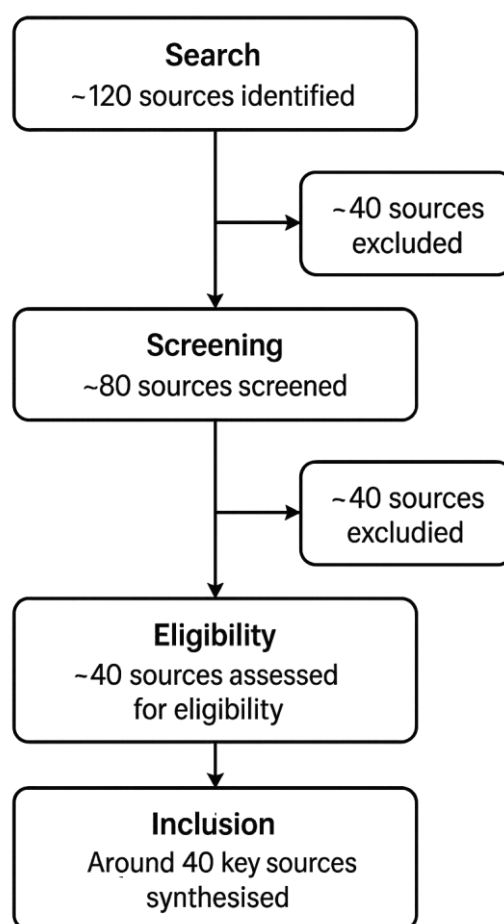 Search
~120 sources identified
~40 sources
excluded
Screening
~80 sources screened
~40 sources
excludied
Eligibility
~40 sources assessed
for eligibility
Inclusion
Around 40 key sources
synthesised